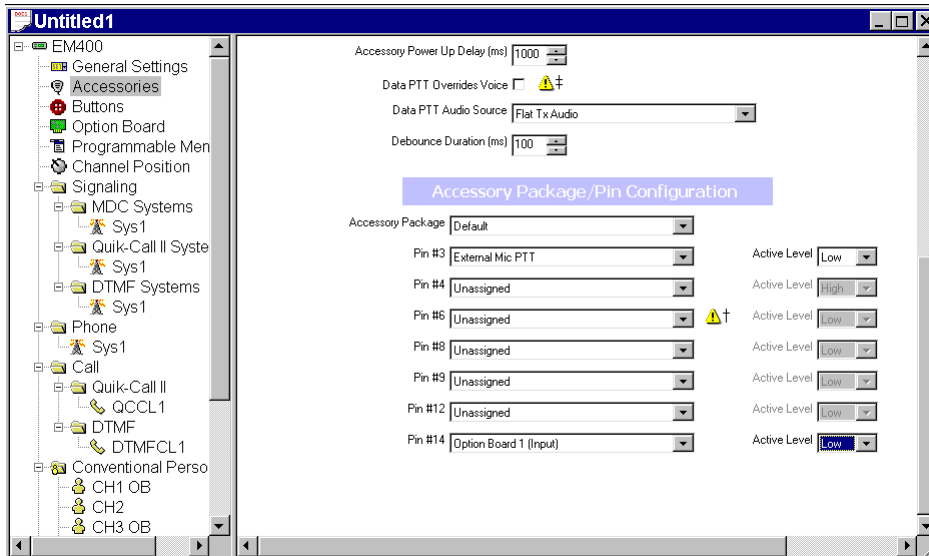 Untitled1
EM400
General Settings
Accessories
Buttons
Option Board
Programmable Men
Channel Position
Signaling
MDC Systems
Sys1
Quik-Call II Syste
Sys1
DTMF Systems
Sys1
Phone
Sys1
Call
Quik-Call II
QCCL1
DTMF
DTMFCL1
Conventional Perso
CH1 OB
CH2
CH3 OB
Accessory Power Up Delay (ms) 1000
Data PTT Overrides Voice ‡
Data PTT Audio Source Flat Tx Audio
Debounce Duration (ms) 100
Accessory Package/Pin Configuration
Accessory Package Default
Pin #3 External Mic PTT Active Level Low
Pin #4 Unassigned Active Level High
Pin #6 Unassigned † Active Level Low
Pin #8 Unassigned Active Level Low
Pin #9 Unassigned Active Level Low
Pin #12 Unassigned Active Level Low
Pin #14 Option Board 1 (Input) Active Level Low